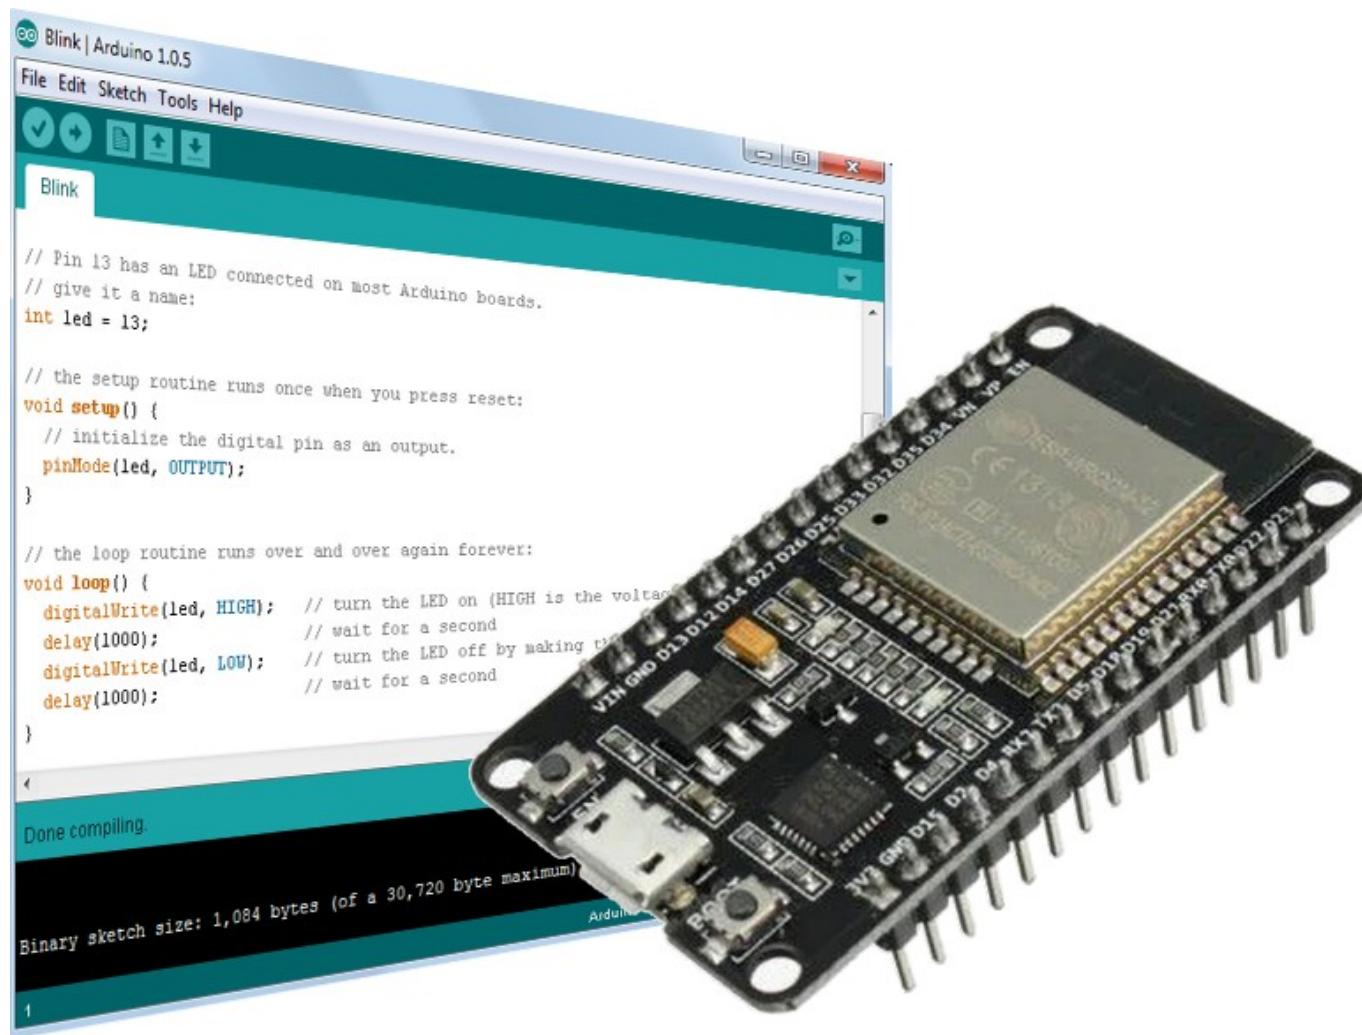 Blink | Arduino 1.0.5
File Edit Sketch Tools Help
Blink
// Pin 13 has an LED connected on most Arduino boards.
// give it a name:
int led = 13;
// the setup routine runs once when you press reset:
void setup() {
// initialize the digital pin as an output.
pinMode(led, OUTPUT);
}
// the loop routine runs over and over again forever:
void loop() {
digitalWrite(led, HIGH); // turn the LED on (HIGH is the voltag
delay(1000); // wait for a second
digitalWrite(led, LOW); // turn the LED off by making th
delay(1000); // wait for a second
}
Done compiling.
Binary sketch size: 1,084 bytes (of a 30,720 byte maximum)
Arduin
1
VIN GND D13 D12 D14 D27 D26 D25 D33 D32 D35 D34 VN VP EN
ESP-WROOM-32
CE 1313
3V3 GND D15 D2 D4 RX2 TX2 D5 D18 D19 D21 RX0 TX0 D22 D23
EN
BOOT